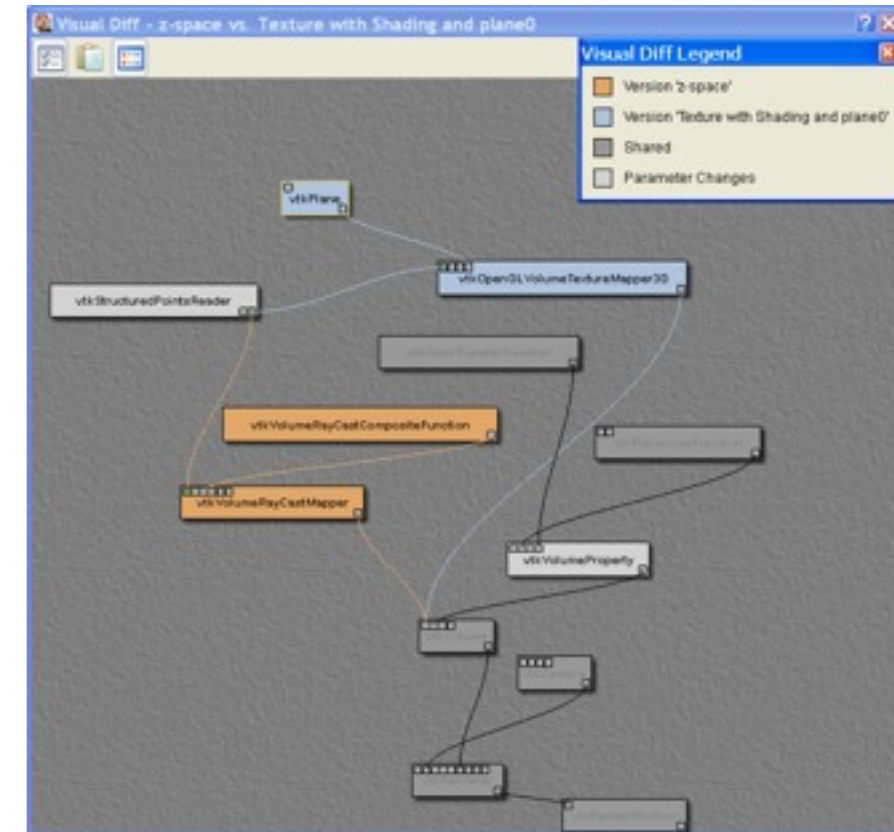 Visual Diff - z-space vs. Texture with Shading and plane0
Visual Diff Legend
Version 'z-space'
Version 'Texture with Shading and plane0'
Shared
Parameter Changes
vtkPlane
vtkOpenGLVolumeTextureMapper3D
vtkStructuredPointsReader
vtkVolumeRayCastCompositeFunction
vtkVolumeRayCastMapper
vtkVolumeProperty